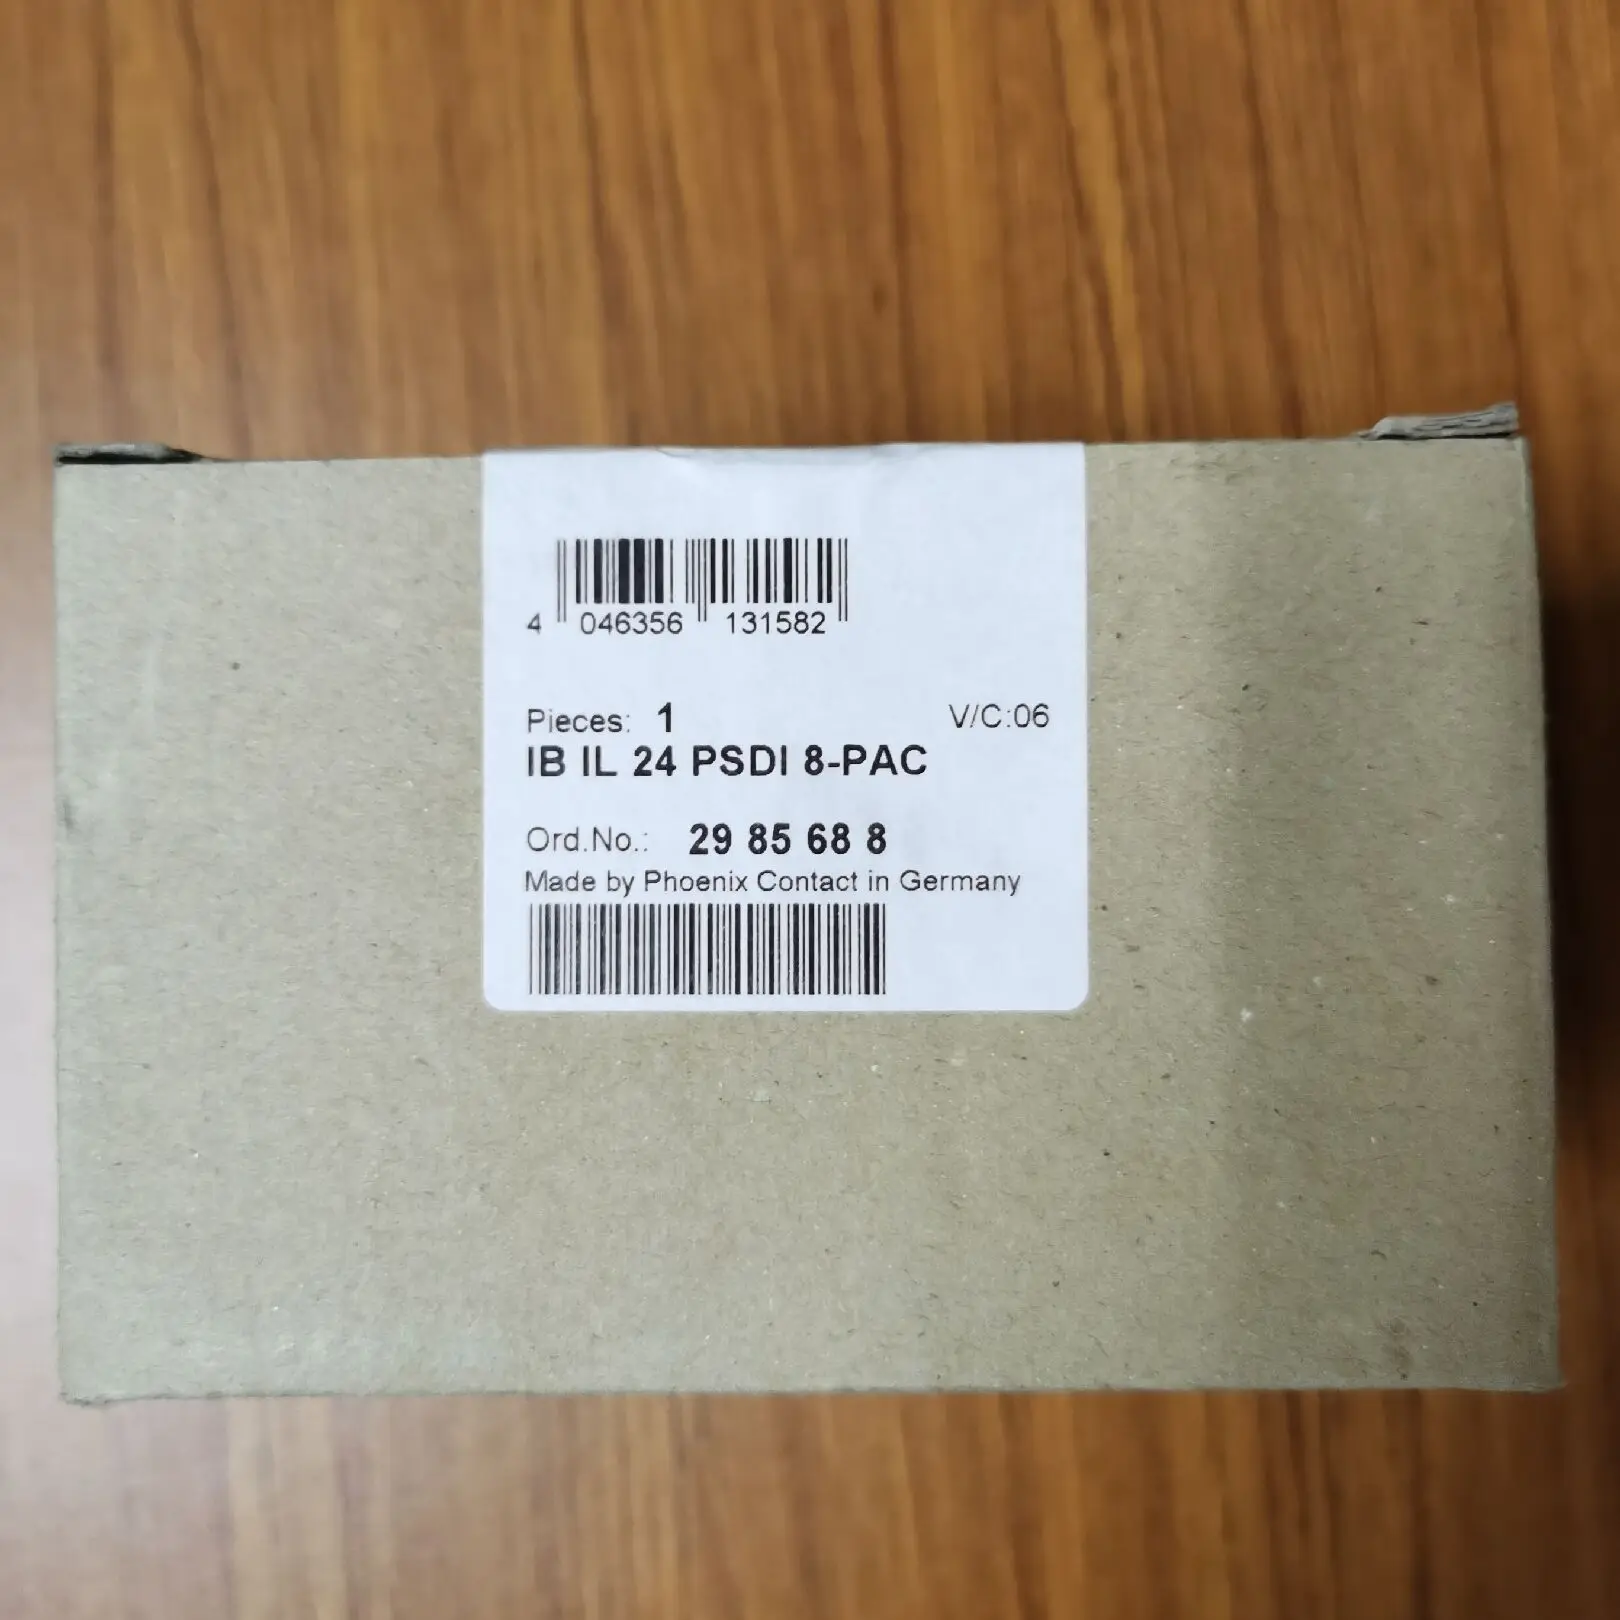 4 046356 131582
Pieces: 1 V/C:06
IB IL 24 PSDI 8-PAC
Ord.No.: 29 85 68 8
Made by Phoenix Contact in Germany